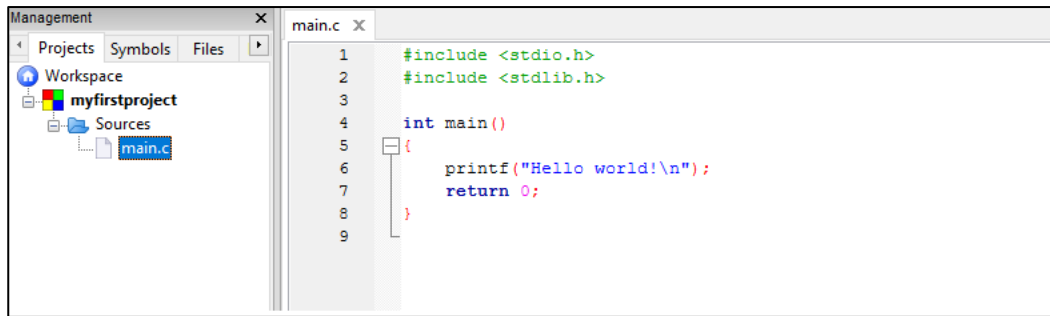 Management
Projects Symbols Files
Workspace
myfirstproject
Sources
main.c
main.c
1 #include <stdio.h>
2 #include <stdlib.h>
3
4 int main()
5 {
6 printf("Hello world!\n");
7 return 0;
8 }
9